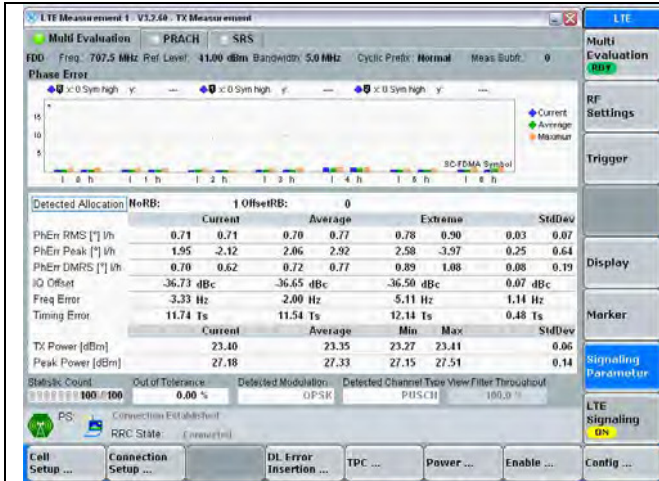 LTE Measurement 1 - V3.2.60 - TX Measurement
LTE
Multi Evaluation
PRACH
SRS
FDD Freq.: 707.5 MHz Ref. Level: 41.00 dBm Bandwidth: 5.0 MHz Cyclic Prefix: Normal Meas. Subfr.: 0
Phase Error
x: 0 Sym high y: --- x: 0 Sym high y: --- x: 0 Sym high y: ---
15
10
5
Current
Average
Maximum
SC-FDMA Symbol
l 0 h l 1 h l 2 h l 3 h l 4 h l 5 h l 6 h
Detected Allocation NoRB: 1 OffsetRB: 0
Current Average Extreme StdDev
PhErr RMS [°] l/h 0.71 0.71 0.70 0.77 0.78 0.90 0.03 0.07
PhErr Peak [°] l/h 1.95 -2.12 2.06 2.92 2.58 -3.97 0.25 0.64
PhErr DMRS [°] l/h 0.70 0.62 0.72 0.77 0.89 1.08 0.08 0.19
IQ Offset -36.73 dBc -36.65 dBc -36.50 dBc 0.07 dBc
Freq Error -3.33 Hz -2.00 Hz -5.11 Hz 1.14 Hz
Timing Error 11.74 Ts 11.54 Ts 12.14 Ts 0.48 Ts
Current Average Min Max StdDev
TX Power [dBm] 23.40 23.35 23.27 23.41 0.06
Peak Power [dBm] 27.18 27.33 27.15 27.51 0.14
Statistic Count Out of Tolerance Detected Modulation Detected Channel Type View Filter Throughput
100 / 100 0.00 % QPSK PUSCH 100.0 %
PS: Connection Established
RRC State: Connected
Multi
Evaluation
RDY
RF
Settings
Trigger
Display
Marker
Signaling
Parameter
LTE
Signaling
ON
Cell
Setup ...
Connection
Setup ...
DL Error
Insertion ...
TPC ...
Power ...
Enable ...
Config ...